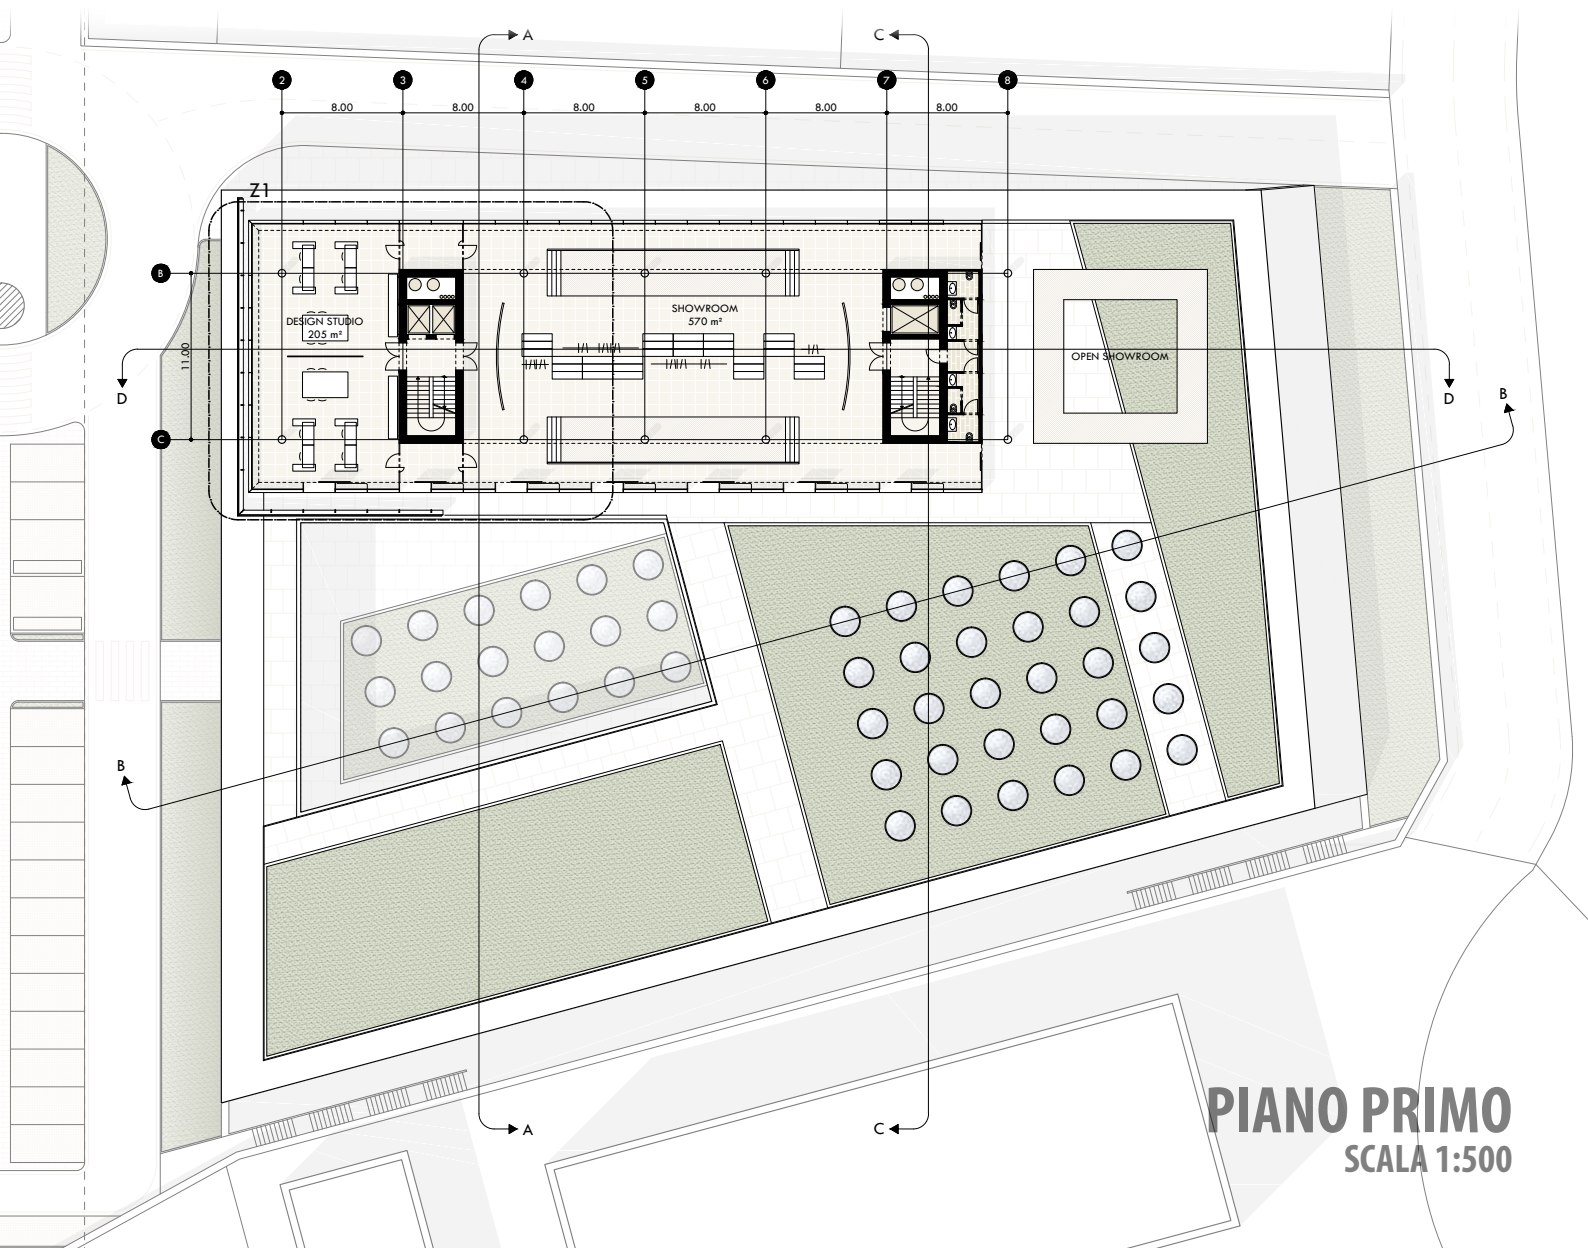 A
C
2
3
4
5
6
7
8
8.00
8.00
8.00
8.00
8.00
8.00
Z1
B
SHOWROOM
570 m²
DESIGN STUDIO
205 m²
11.00
OPEN SHOWROOM
D
D
B
C
B
A
C
PIANO PRIMO
SCALA 1:500